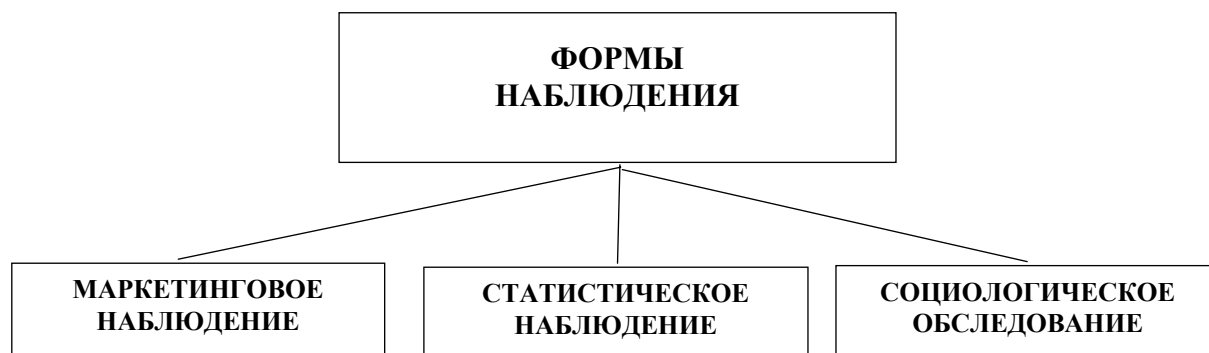 ФОРМЫ
НАБЛЮДЕНИЯ
МАРКЕТИНГОВОЕ
НАБЛЮДЕНИЕ
СТАТИСТИЧЕСКОЕ
НАБЛЮДЕНИЕ
СОЦИОЛОГИЧЕСКОЕ
ОБСЛЕДОВАНИЕ